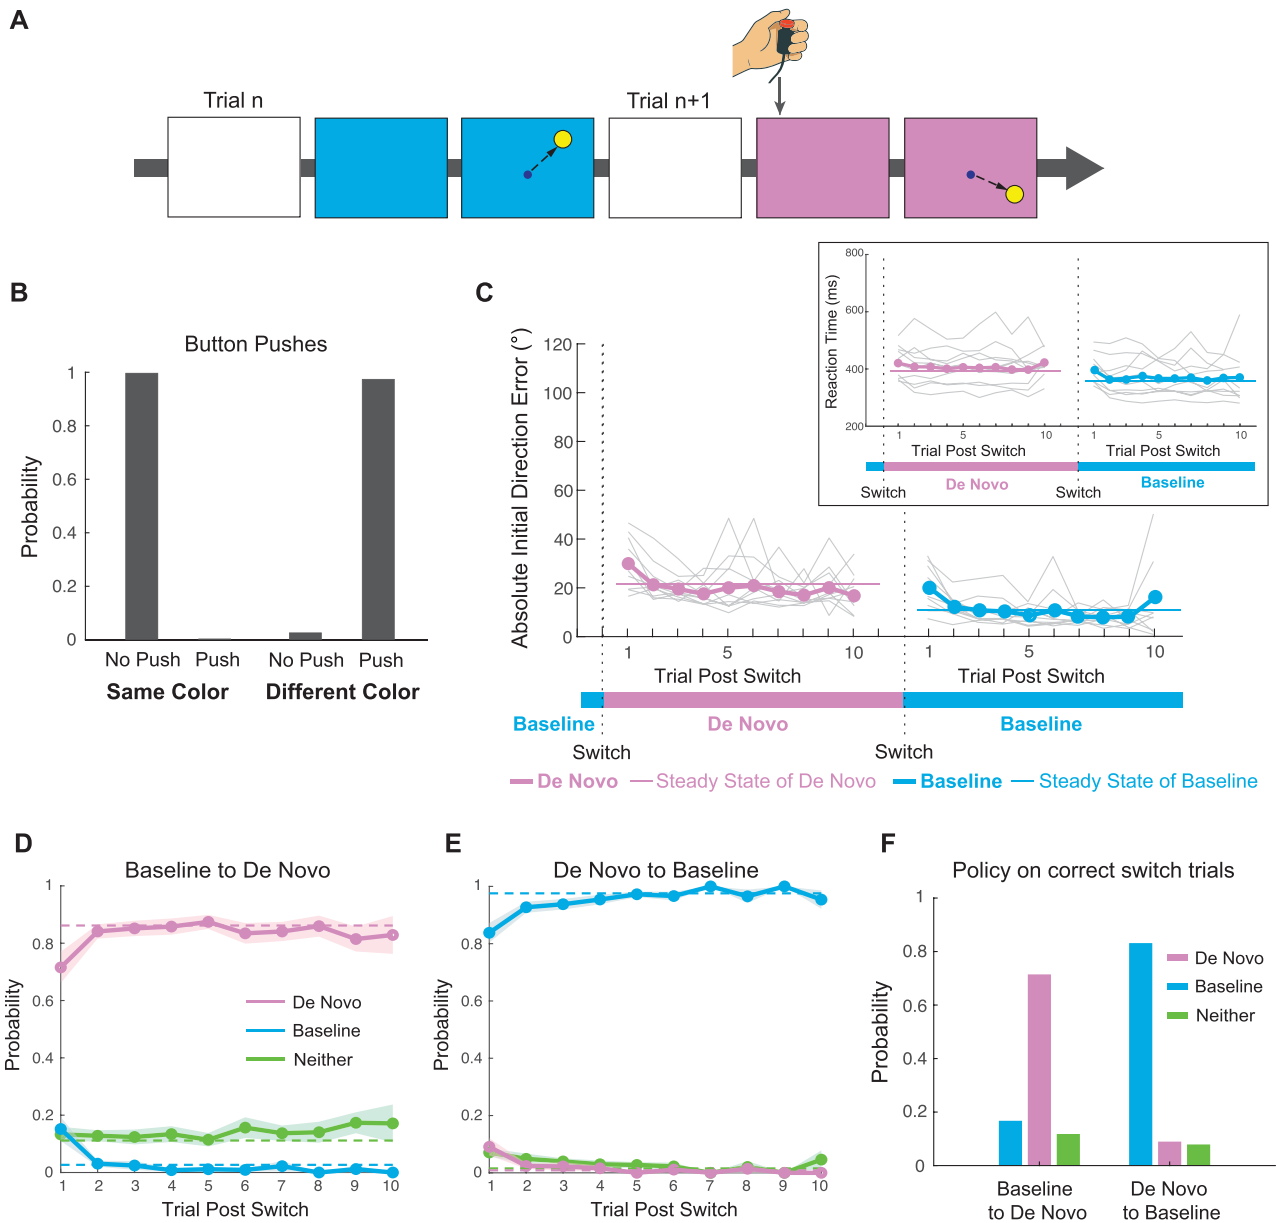 A
Trial n
Trial n+1
B
Button Pushes
Probability
1
0.8
0.6
0.4
0.2
0
No Push
Push
No Push
Push
Same Color
Different Color
C
Absolute Initial Direction Error (°)
120
100
80
60
40
20
0
1
5
10
1
5
10
Trial Post Switch
Trial Post Switch
Baseline
De Novo
Baseline
Switch
Switch
De Novo
Steady State of De Novo
Baseline
Steady State of Baseline
Reaction Time (ms)
800
600
400
200
1
5
10
1
5
10
Trial Post Switch
Trial Post Switch
Switch
De Novo
Switch
Baseline
D
Baseline to De Novo
Probability
1
0.8
0.6
0.4
0.2
0
De Novo
Baseline
Neither
1 2 3 4 5 6 7 8 9 10
Trial Post Switch
E
De Novo to Baseline
Probability
1
0.8
0.6
0.4
0.2
0
1 2 3 4 5 6 7 8 9 10
Trial Post Switch
F
Policy on correct switch trials
Probability
1
0.8
0.6
0.4
0.2
0
De Novo
Baseline
Neither
Baseline
to De Novo
De Novo
to Baseline